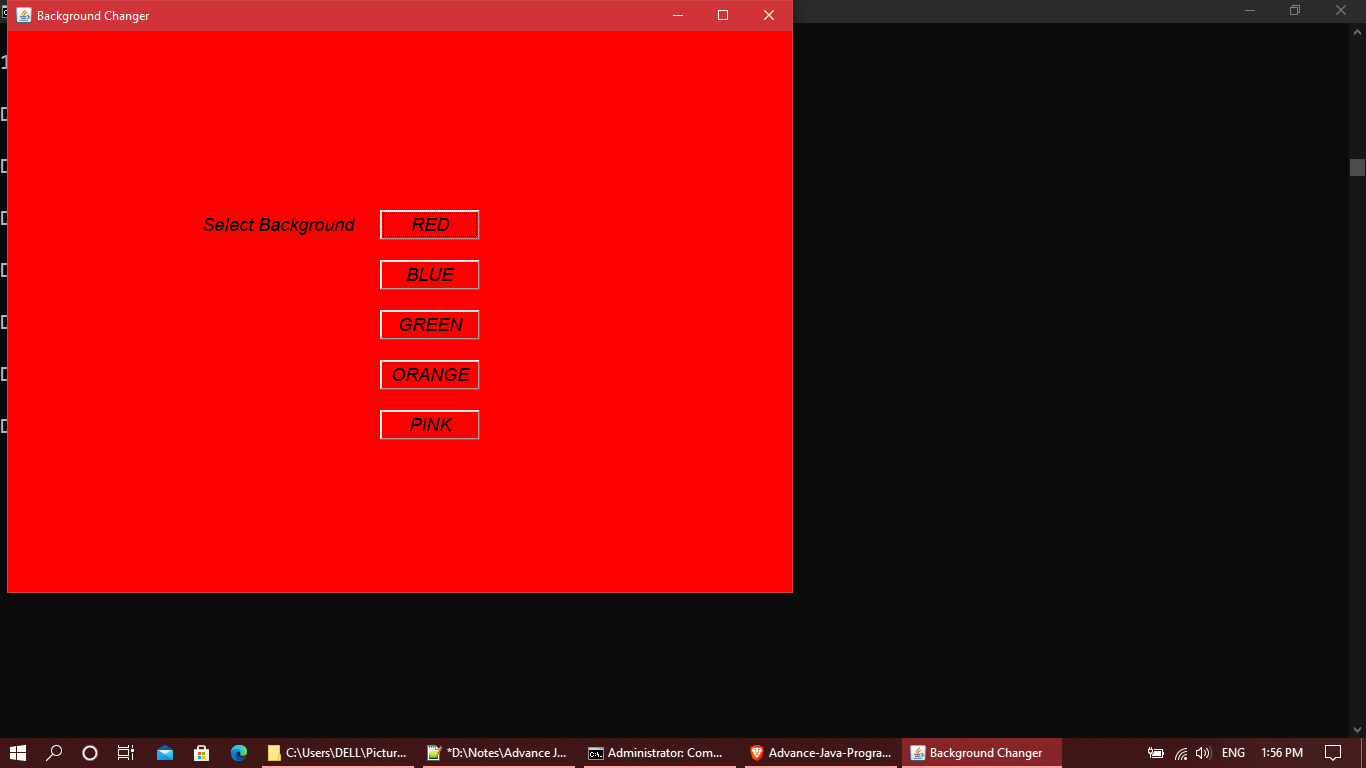 Background Changer
1
D
D
D
D
D
D
D
Select Background RED
BLUE
GREEN
ORANGE
PINK
C:\Users\DELL\Pictur... *D:\Notes\Advance J... Administrator: Com... Advance-Java-Progra... Background Changer ENG 1:56 PM